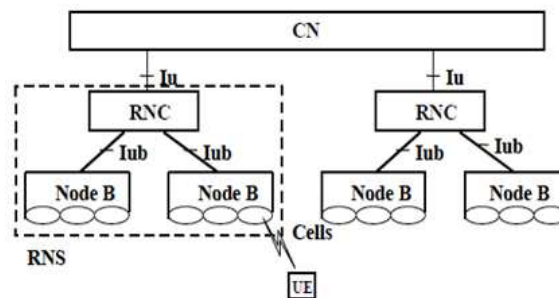 CN
Iu Iu
RNC RNC
Iub Iub Iub Iub
Node B Node B Node B Node B
RNS Cells
UE